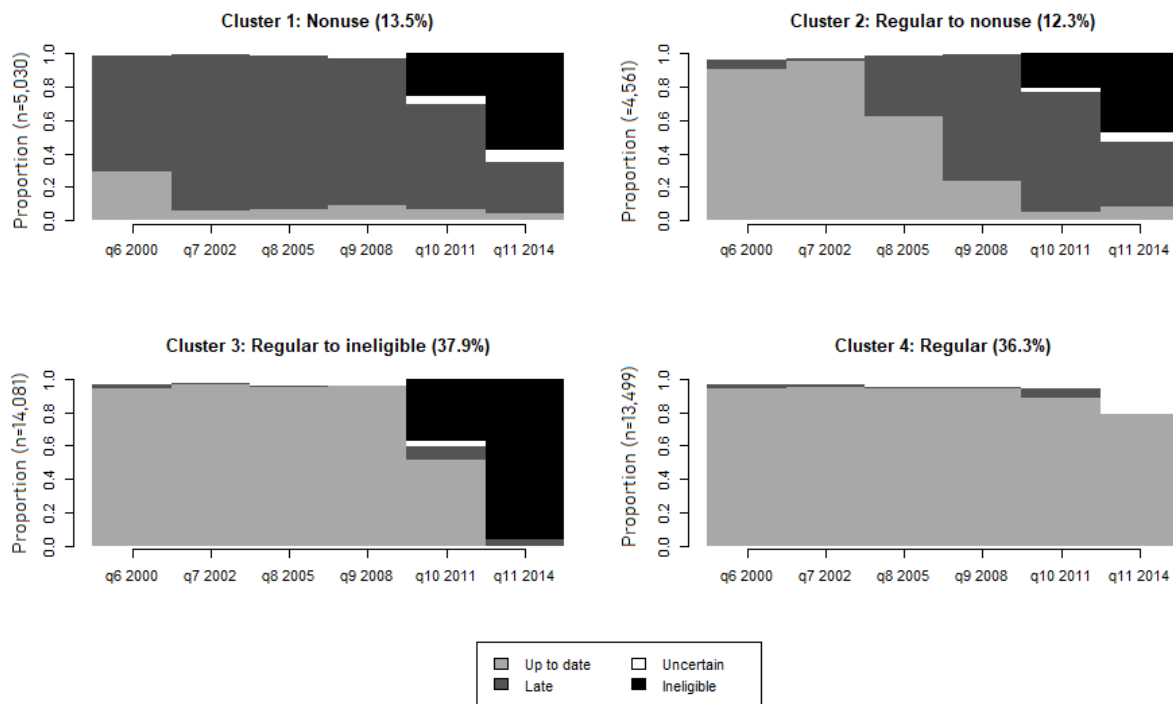 Cluster 1: Nonuse (13.5%)
Proportion (n=5,030)
1.0
0.8
0.6
0.4
0.2
0.0
q6 2000 q7 2002 q8 2005 q9 2008 q10 2011 q11 2014
Cluster 2: Regular to nonuse (12.3%)
Proportion (=4,561)
1.0
0.8
0.6
0.4
0.2
0.0
q6 2000 q7 2002 q8 2005 q9 2008 q10 2011 q11 2014
Cluster 3: Regular to ineligible (37.9%)
Proportion (n=14,081)
1.0
0.8
0.6
0.4
0.2
0.0
q6 2000 q7 2002 q8 2005 q9 2008 q10 2011 q11 2014
Cluster 4: Regular (36.3%)
Proportion (n=13,499)
1.0
0.8
0.6
0.4
0.2
0.0
q6 2000 q7 2002 q8 2005 q9 2008 q10 2011 q11 2014
Up to date Uncertain
Late Ineligible